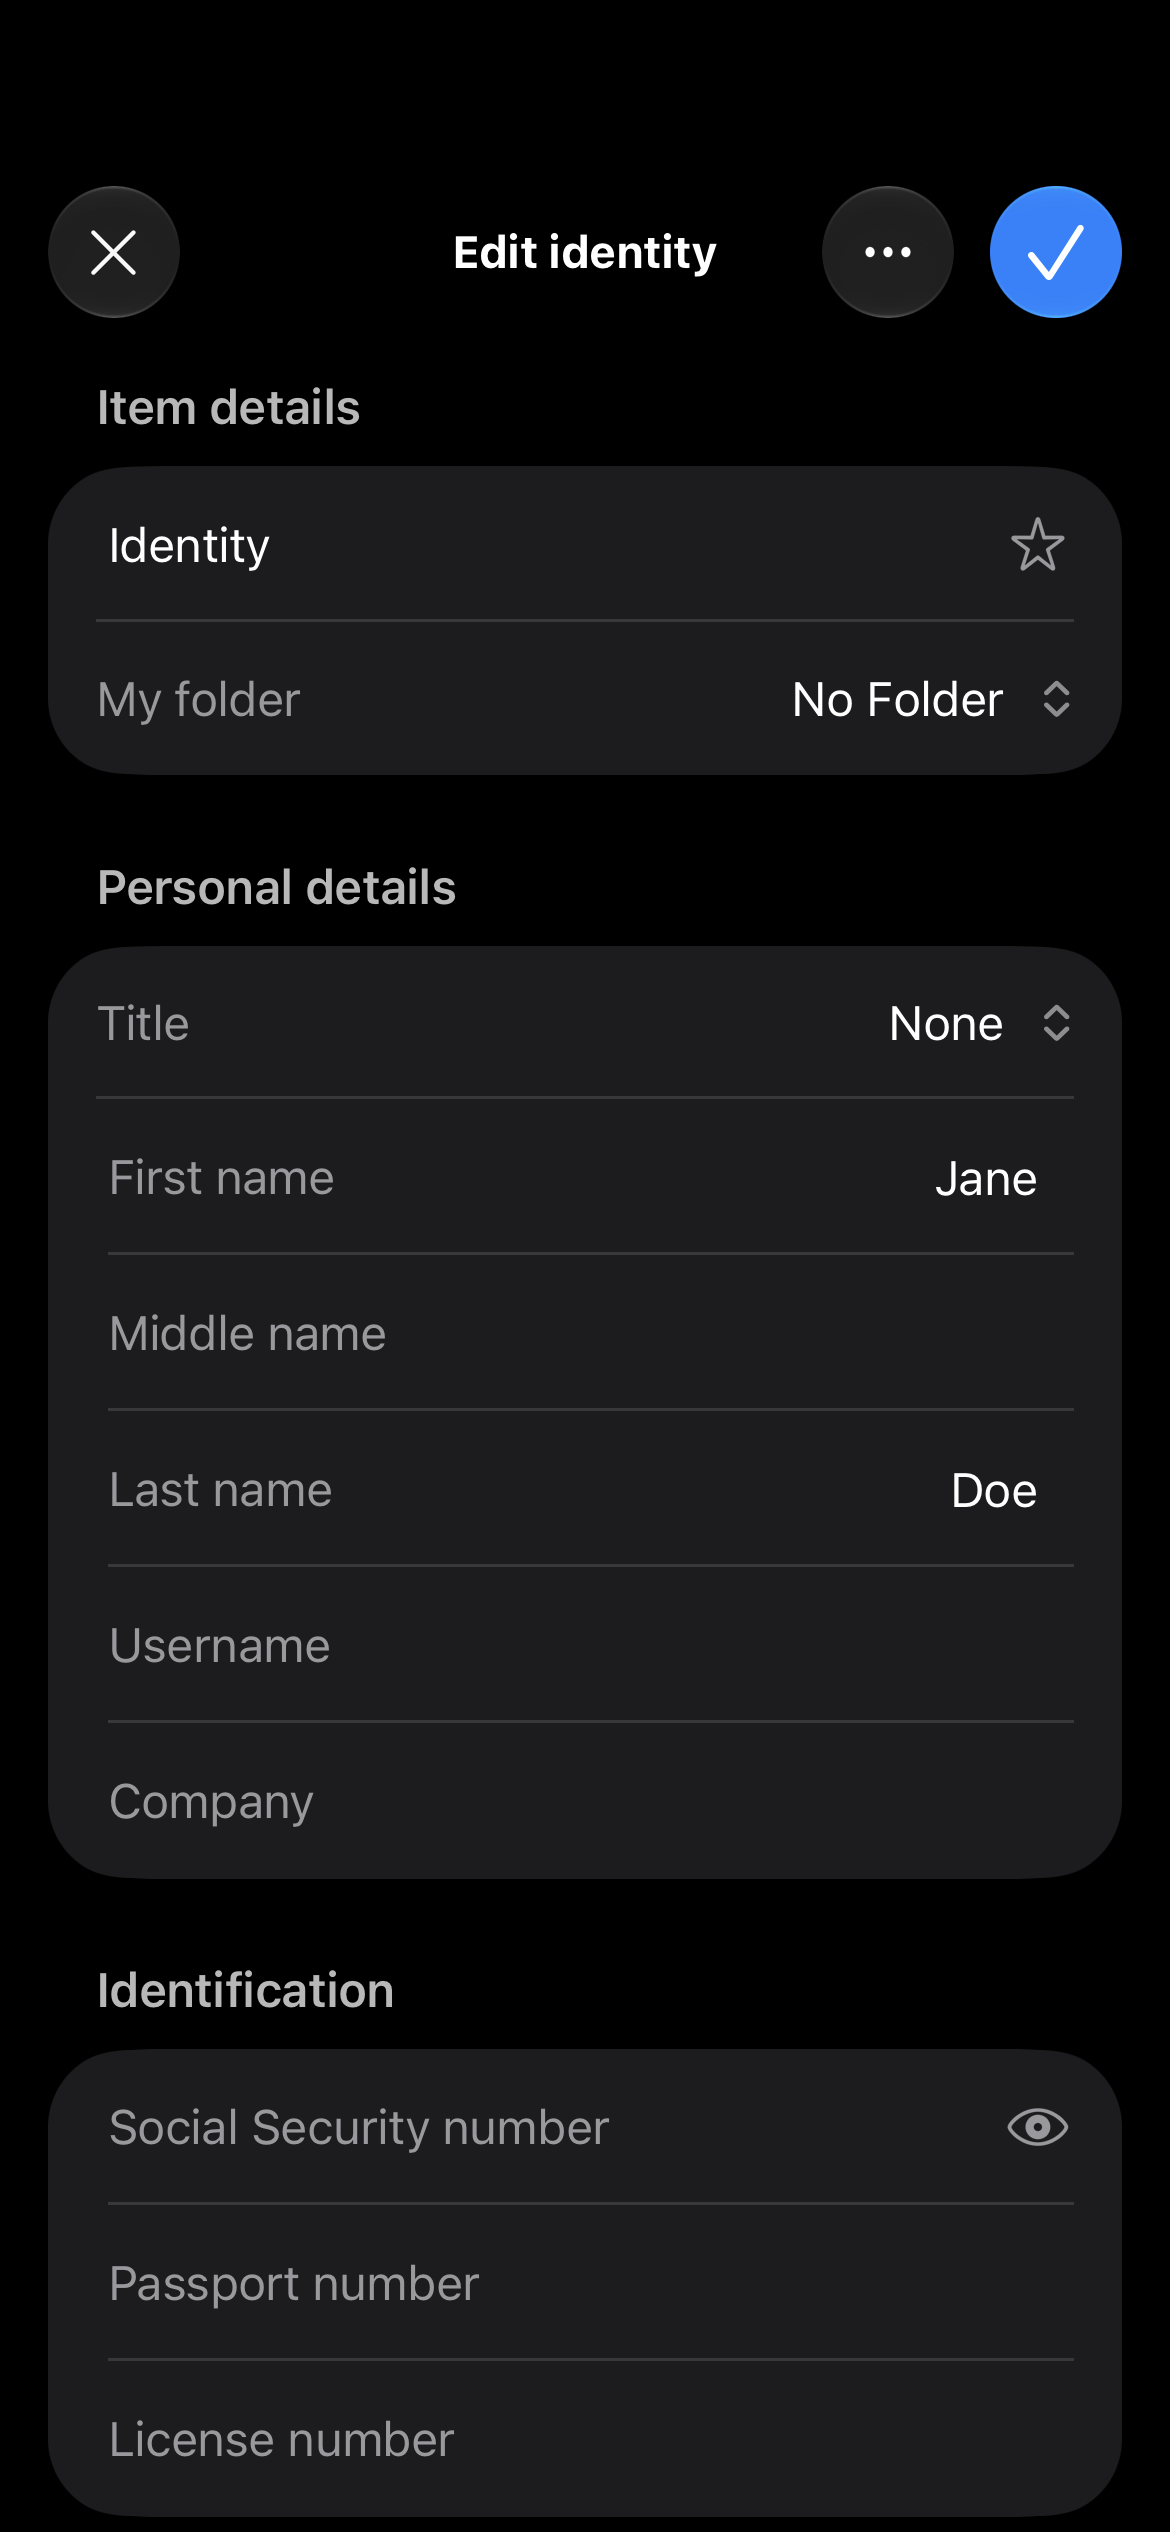 Edit identity
Item details
Identity
My folder No Folder
Personal details
Title None
First name Jane
Middle name
Last name Doe
Username
Company
Identification
Social Security number
Passport number
License number